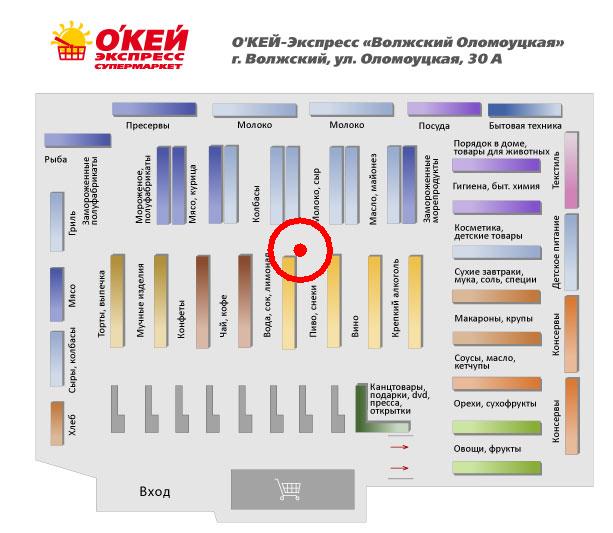 О'КЕЙ
ЭКСПРЕСС
СУПЕРМАРКЕТ
О'КЕЙ-Экспресс «Волжский Оломоуцкая»
г. Волжский, ул. Оломоуцкая, 30 А
Пресервы
Молоко
Молоко
Посуда
Бытовая техника
Рыба
Замороженные
полуфабрикаты
Мороженое,
полуфабрикаты
Мясо, курица
Колбасы
Молоко, сыр
Масло, майонез
Замороженные
морепродукты
Порядок в доме,
товары для животных
Текстиль
Гигиена, быт. химия
Гриль
Косметика,
детские товары
Детское питание
Мясо
Торты, выпечка
Мучные изделия
Конфеты
Чай, кофе
Вода, сок, лимонад
Пиво, снеки
Вино
Крепкий алкоголь
Сухие завтраки,
мука, соль, специи
Консервы
Макароны, крупы
Сыры, колбасы
Соусы, масло,
кетчупы
Канцтовары,
подарки, dvd,
пресса,
открытки
Орехи, сухофрукты
Консервы
Хлеб
Овощи, фрукты
Вход